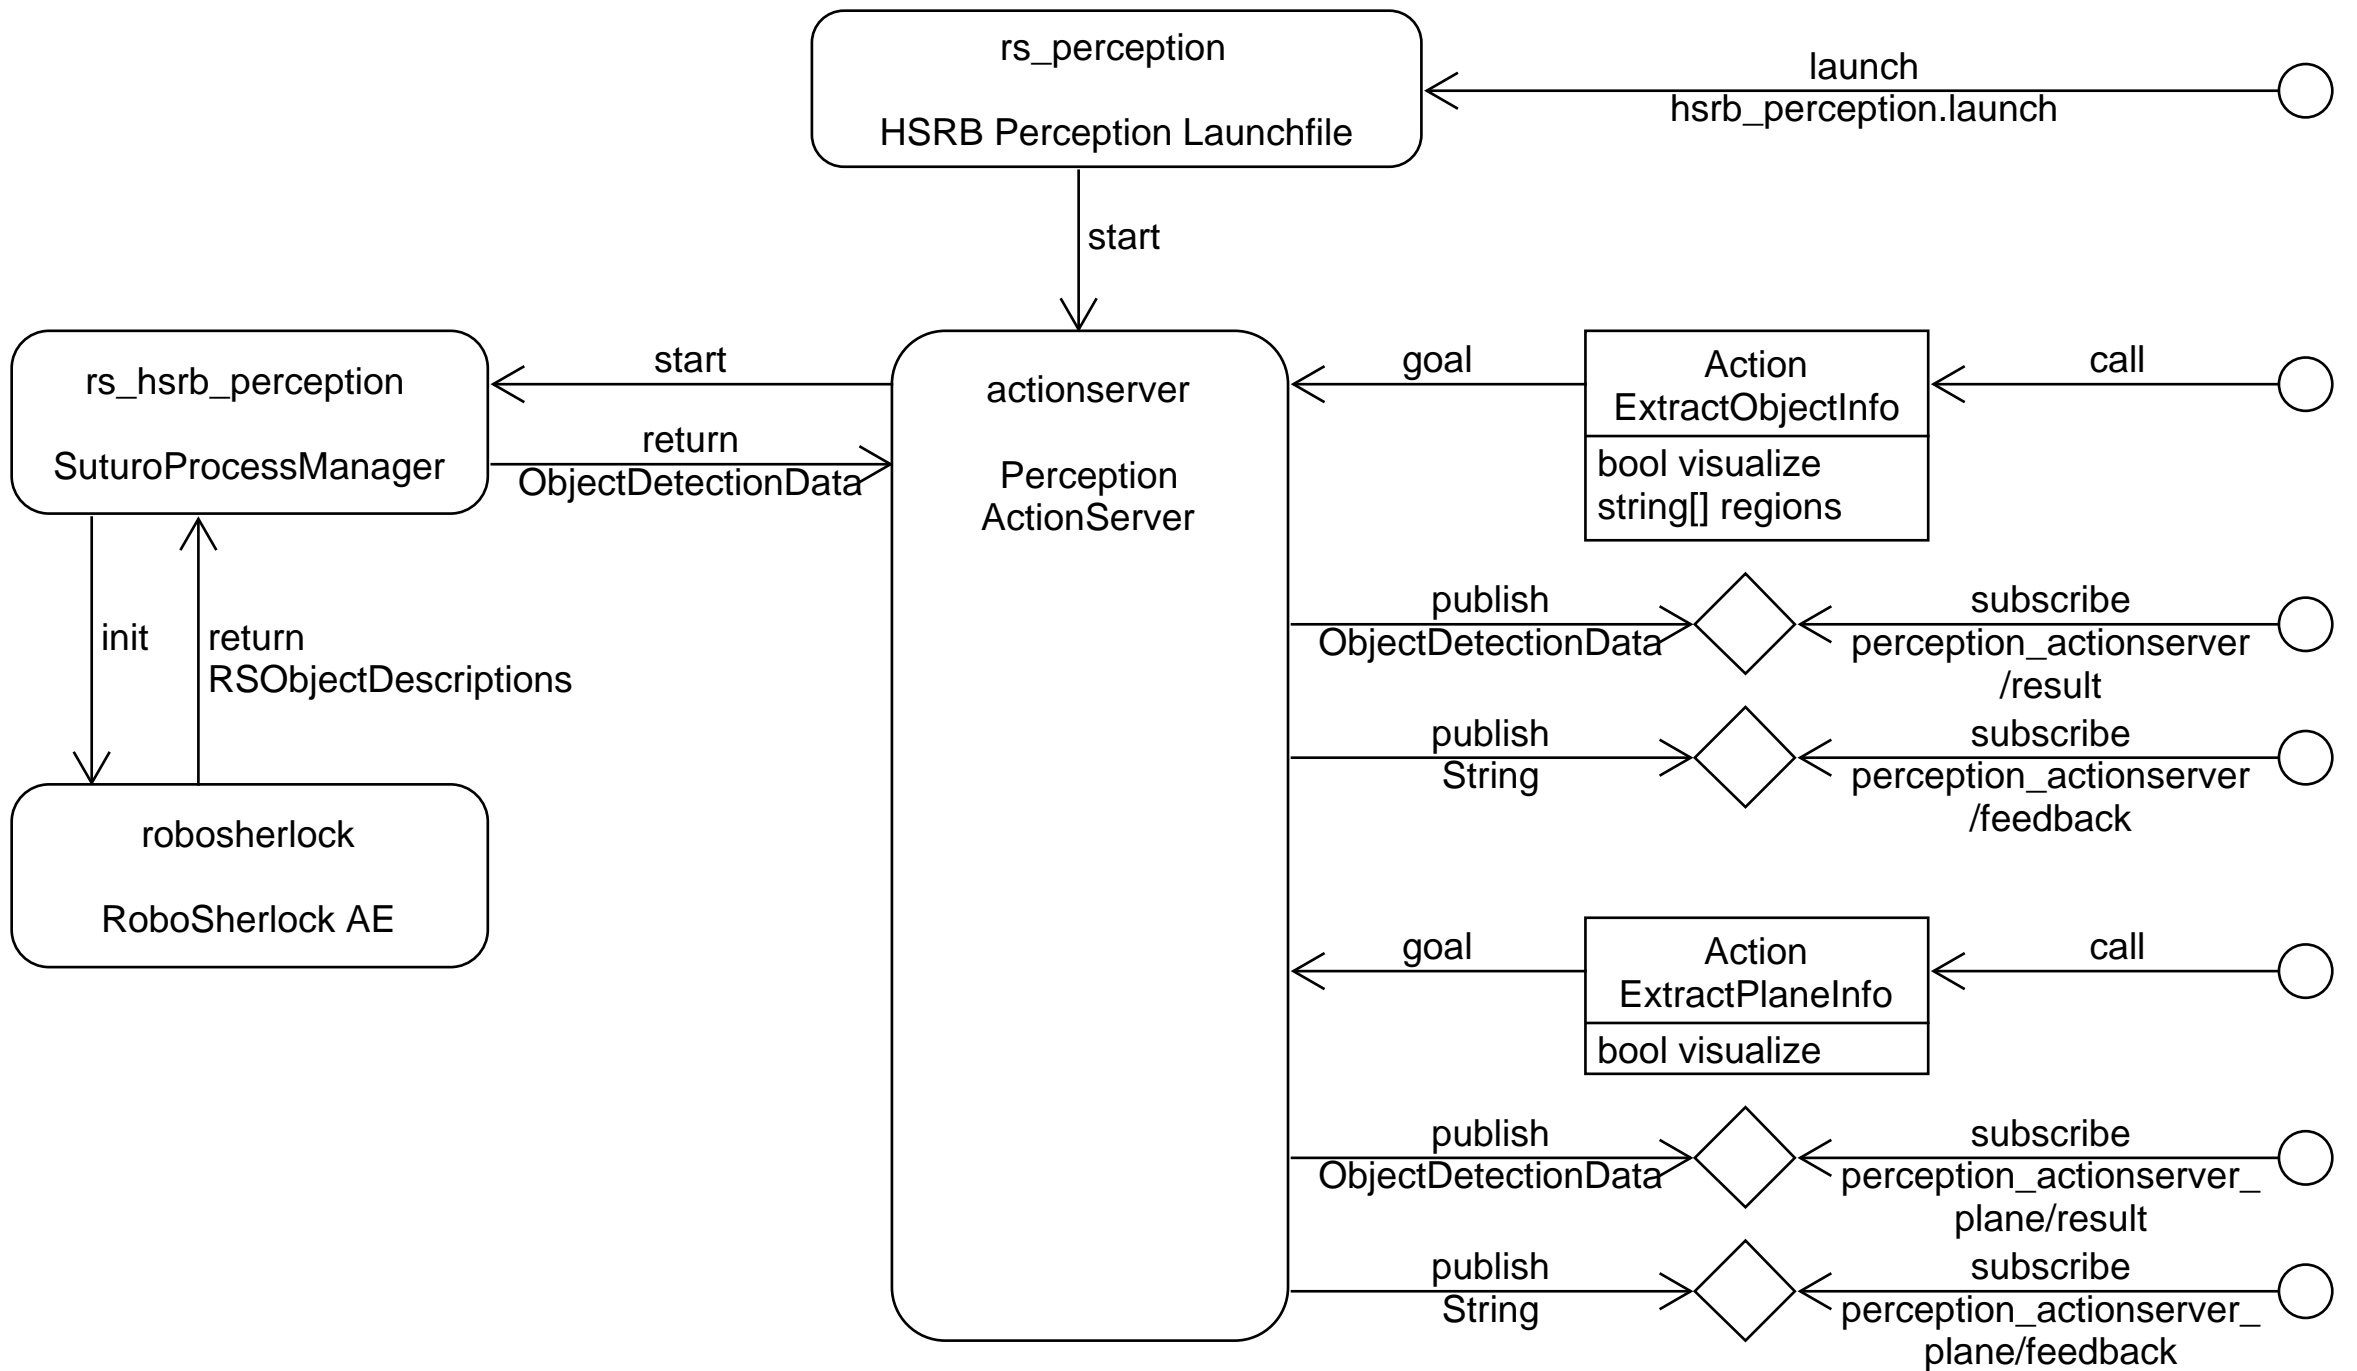 rs_perception
HSRB Perception Launchfile
launch
hsrb_perception.launch
start
rs_hsrb_perception
SuturoProcessManager
start
return
ObjectDetectionData
actionserver
Perception
ActionServer
goal
Action
ExtractObjectInfo
bool visualize
string[] regions
call
init
return
RSObjectDescriptions
publish
ObjectDetectionData
subscribe
perception_actionserver
/result
publish
String
subscribe
perception_actionserver
/feedback
robosherlock
RoboSherlock AE
goal
Action
ExtractPlaneInfo
bool visualize
call
publish
ObjectDetectionData
subscribe
perception_actionserver_
plane/result
publish
String
subscribe
perception_actionserver_
plane/feedback